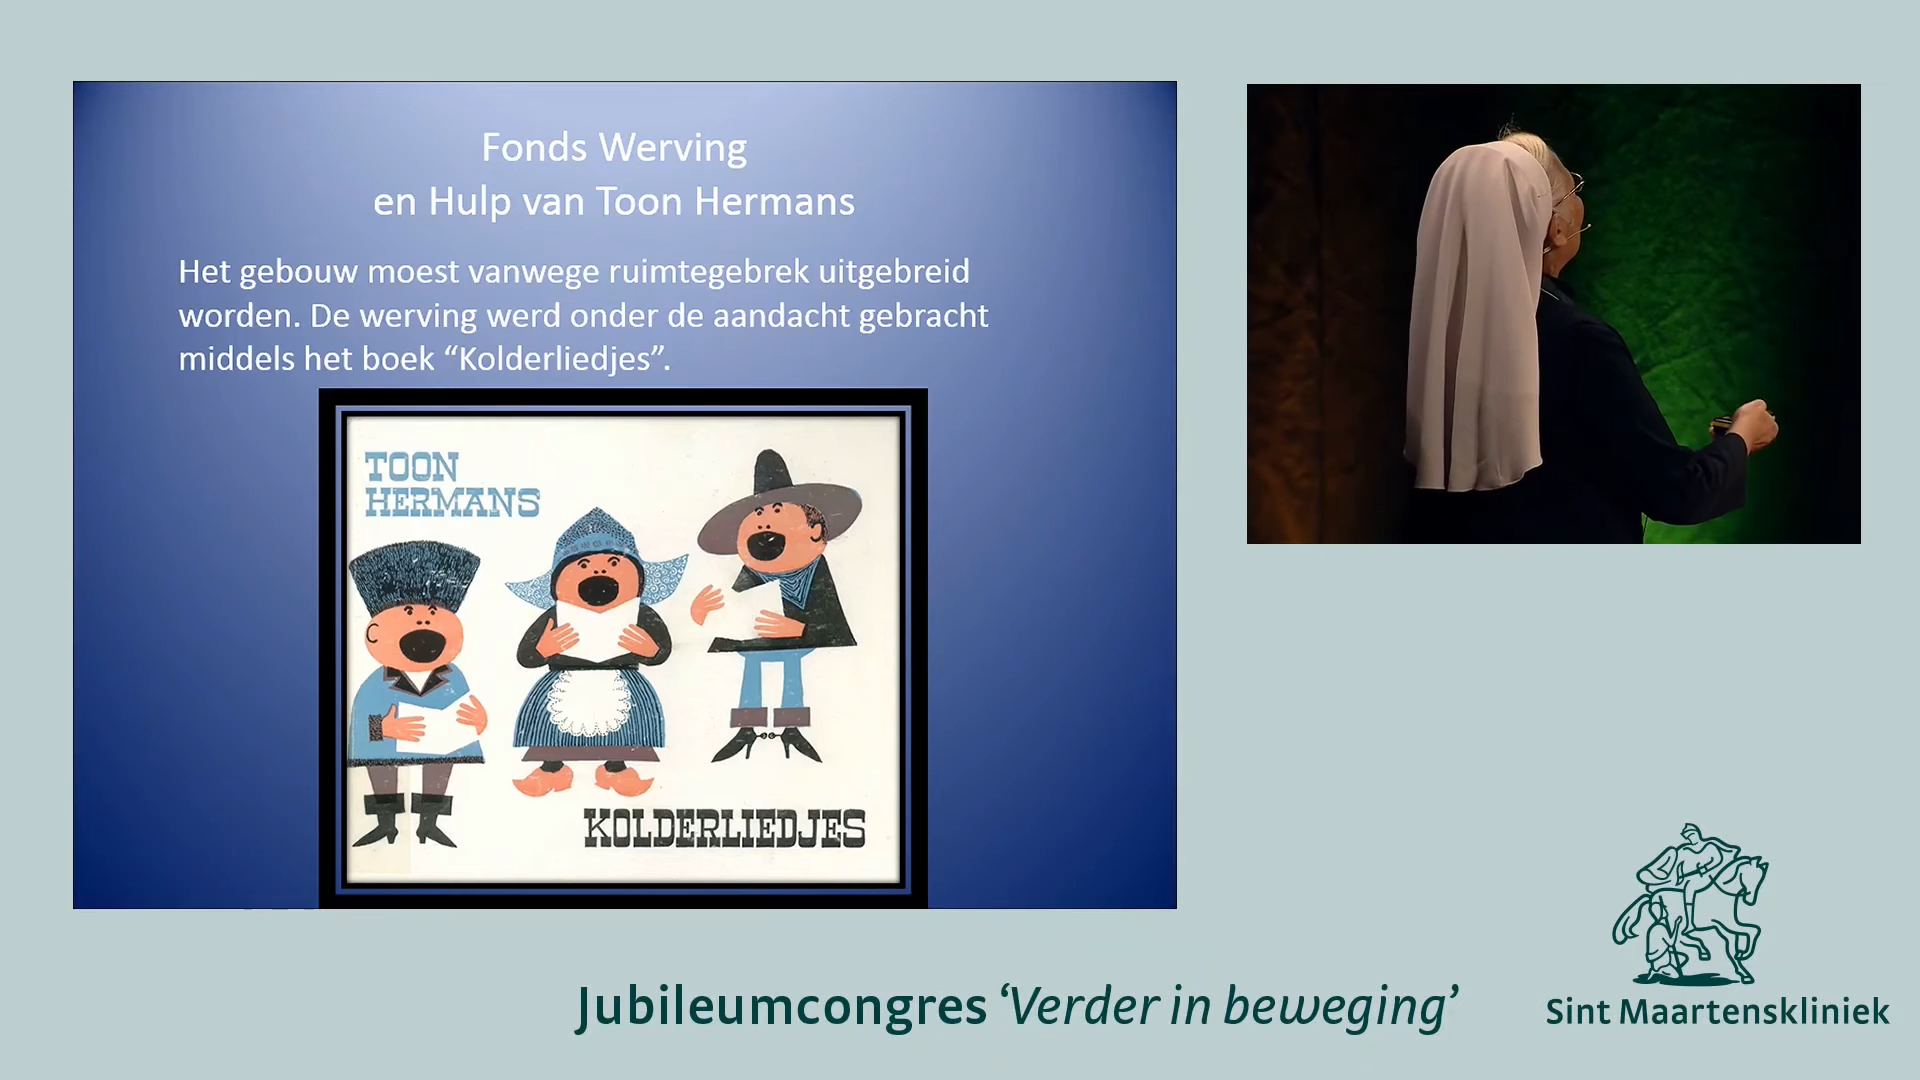 Fonds Werving
en Hulp van Toon Hermans
Het gebouw moest vanwege ruimtegebrek uitgebreid
worden. De werving werd onder de aandacht gebracht
middels het boek “Kolderliedjes”.
TOON
HERMANS
KOLDERLIEDJES
Jubileumcongres ‘Verder in beweging’
Sint Maartenskliniek